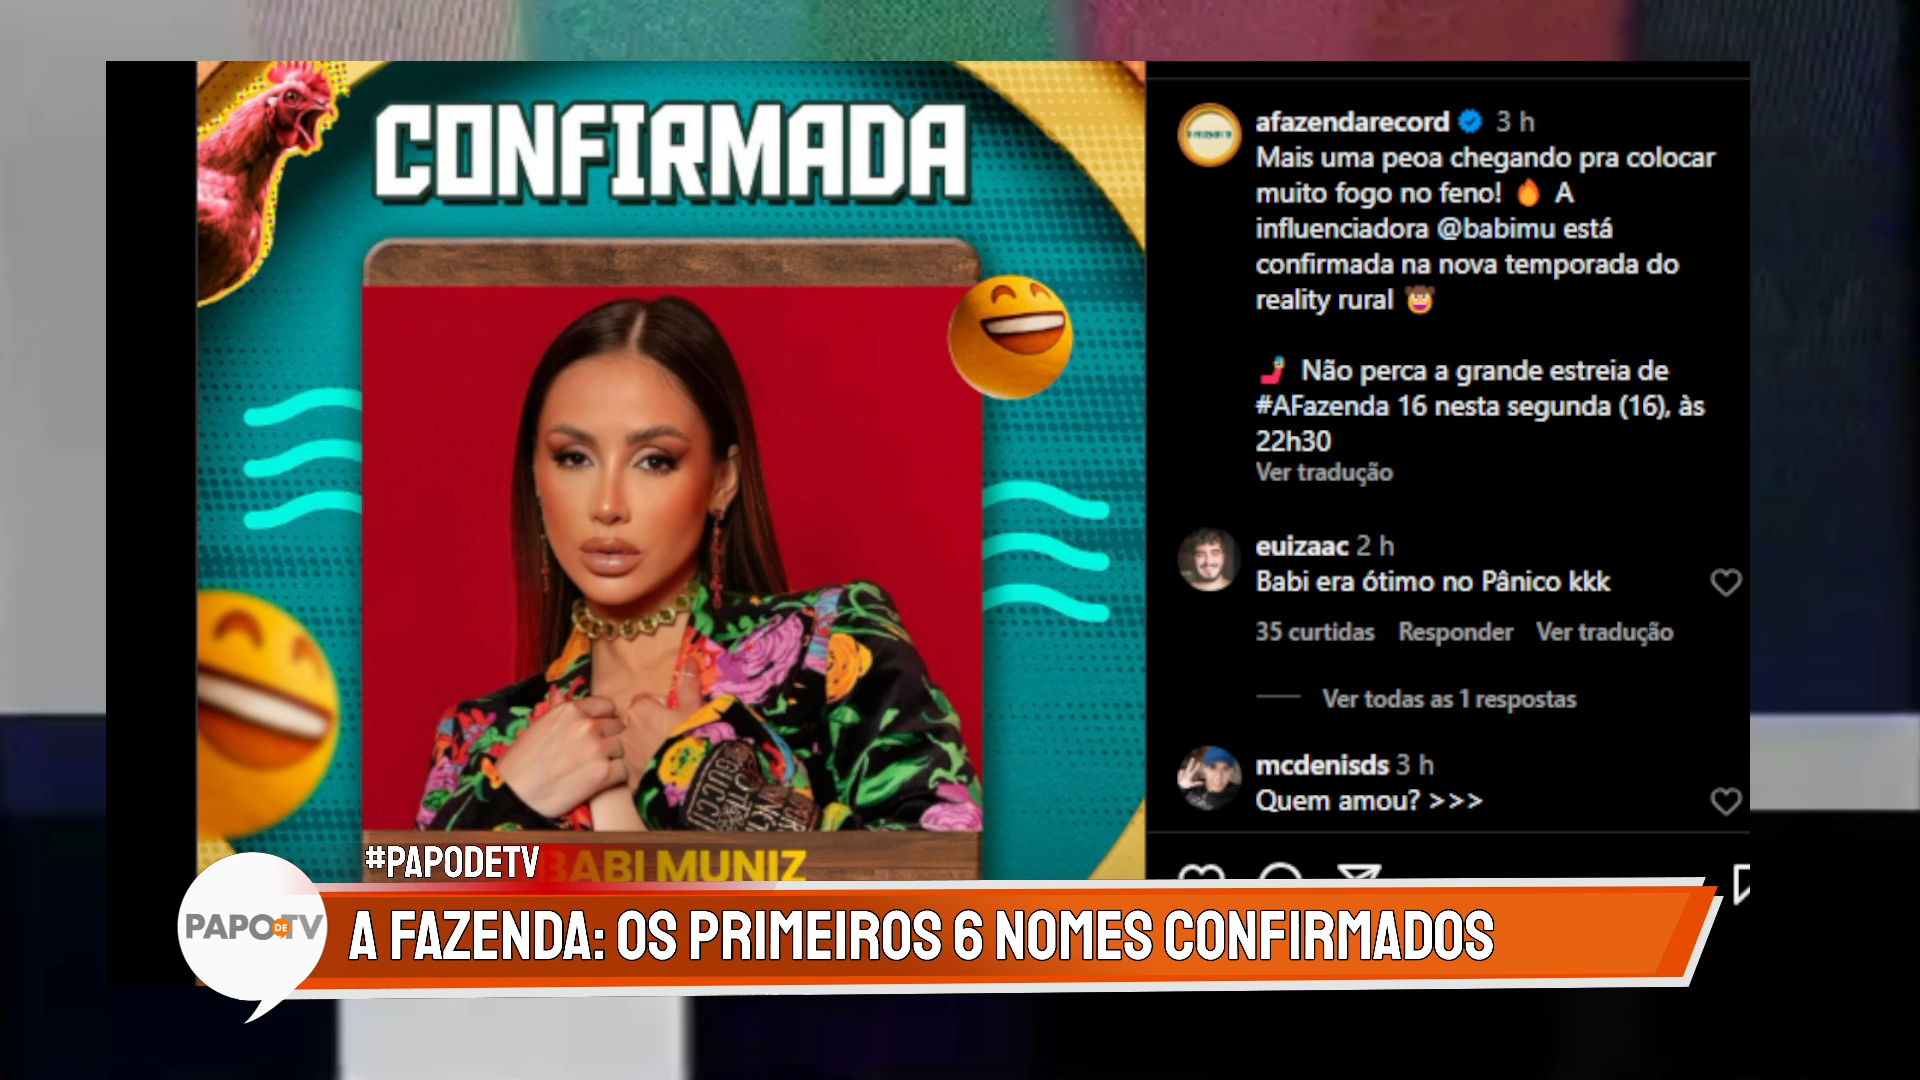 CONFIRMADA
afazendarecord 3 h
Mais uma peoa chegando pra colocar
muito fogo no feno! 🔥 A
influenciadora @babimu está
confirmada na nova temporada do
reality rural 🤠
Não perca a grande estreia de
#AFazenda 16 nesta segunda (16), às
22h30
Ver tradução
euizaac 2 h
Babi era ótimo no Pânico kkk
35 curtidas Responder Ver tradução
Ver todas as 1 respostas
mcdenisds 3 h
Quem amou? >>>
GUCCI
BABI MUNIZ
#PAPODETV
PAPO DE TV
A FAZENDA: OS PRIMEIROS 6 NOMES CONFIRMADOS